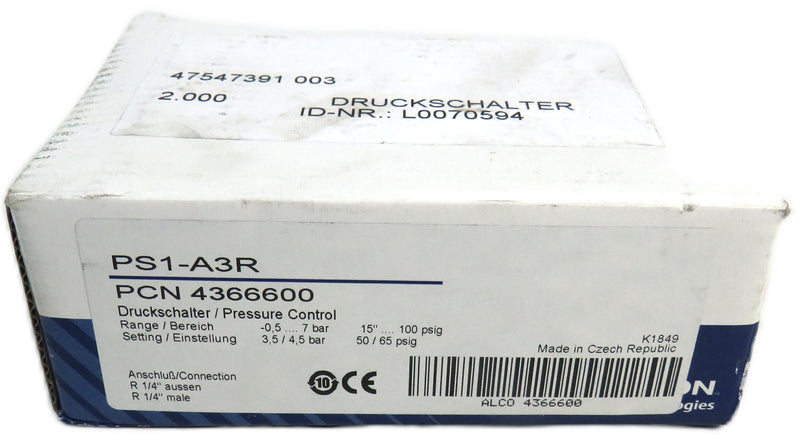 47547391 003
2.000 DRUCKSCHALTER
ID-NR.: L0070594
PS1-A3R
PCN 4366600
Druckschalter / Pressure Control
Range / Bereich -0,5 .... 7 bar 15" .... 100 psig
Setting / Einstellung 3,5 / 4,5 bar 50 / 65 psig
K1849
Made in Czech Republic
Anschluß/Connection
R 1/4" aussen
R 1/4" male
10 CE
ALCO 4366600